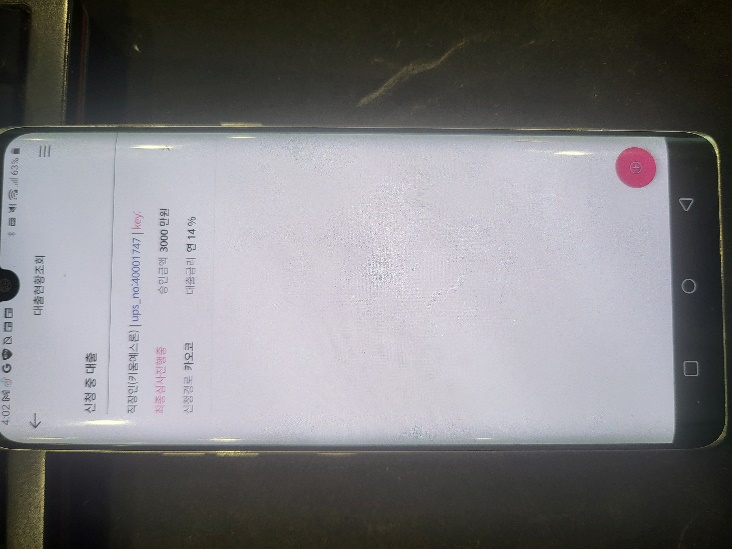 4:02
63%
대출현황조회
신청 중 대출
직장인(키움예스론) | ups_no:40001747 | key:
최종심사진행중
승인금액 3000 만원
신청경로 카오코
대출금리 연 14 %